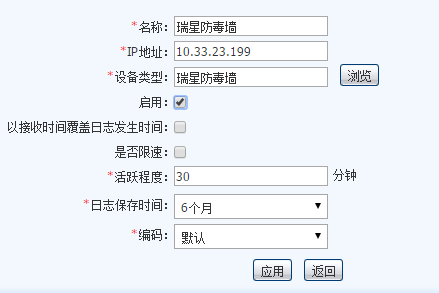 *名称: 瑞星防毒墙
*IP地址: 10.33.23.199
*设备类型: 瑞星防毒墙 浏览
启用:
以接收时间覆盖日志发生时间:
是否限速:
*活跃程度: 30 分钟
*日志保存时间: 6个月
*编码: 默认
应用 返回